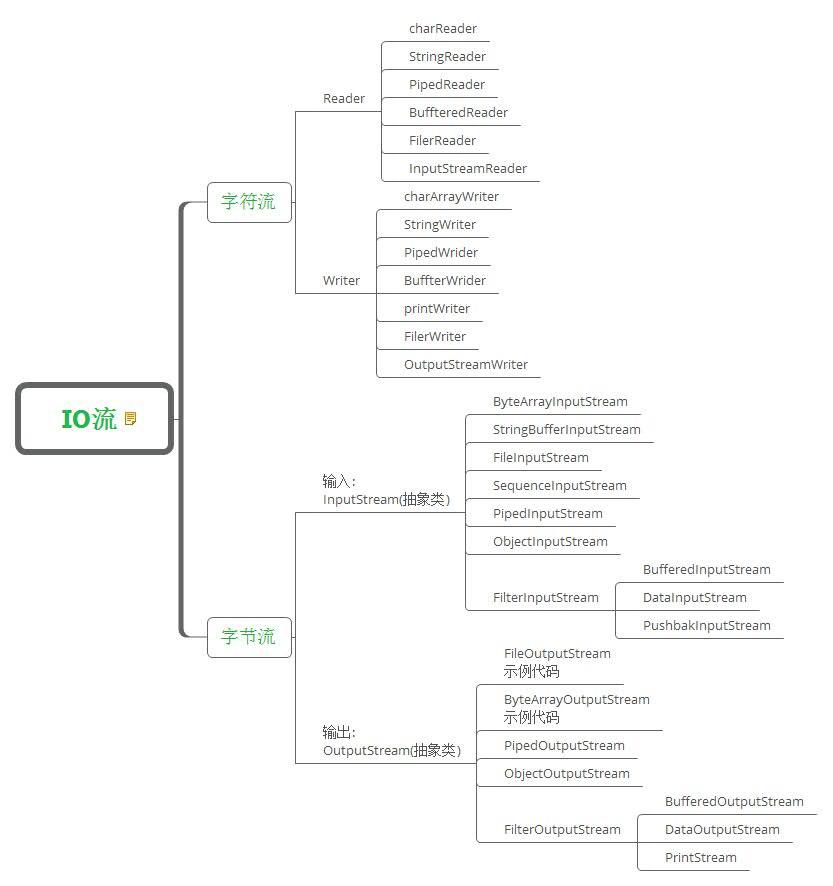 charReader
StringReader
PipedReader
Reader
BuffteredReader
FilerReader
InputStreamReader
字符流
charArrayWriter
StringWriter
PipedWrider
Writer
BuffterWrider
printWriter
FilerWriter
OutputStreamWriter
IO流
ByteArrayInputStream
StringBufferInputStream
FileInputStream
输入：
InputStream(抽象类)
SequenceInputStream
PipedInputStream
ObjectInputStream
FilterInputStream
BufferedInputStream
DataInputStream
PushbakInputStream
字节流
FileOutputStream
示例代码
ByteArrayOutputStream
示例代码
输出：
OutputStream(抽象类)
PipedOutputStream
ObjectOutputStream
FilterOutputStream
BufferedOutputStream
DataOutputStream
PrintStream